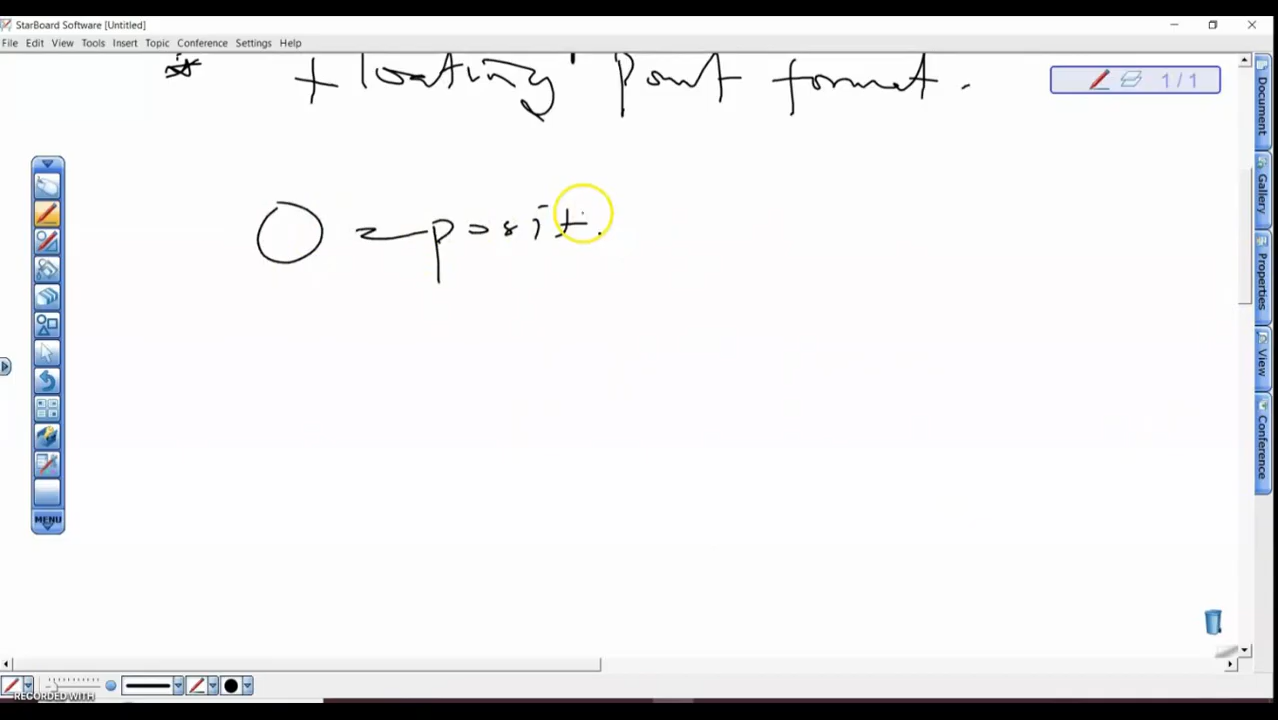 StarBoard Software [Untitled]
File Edit View Tools Insert Topic Conference Settings Help
* floating point format.
1/1
0 posit
MENU
Document
Gallery
Properties
View
Conference
RECORDED WITH